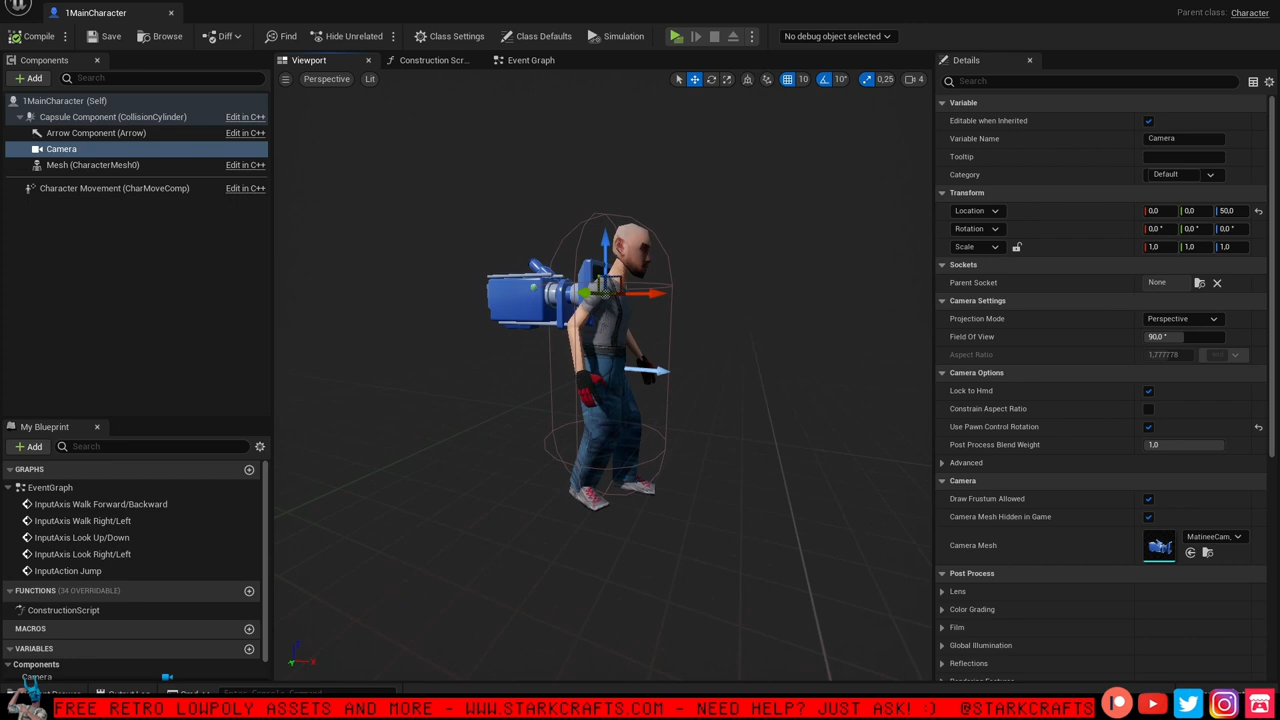 1MainCharacter
Parent class: Character
Compile Save Browse Diff Find Hide Unrelated Class Settings Class Defaults Simulation No debug object selected
Components
Add Search
1MainCharacter (Self)
Capsule Component (CollisionCylinder) Edit in C++
Arrow Component (Arrow) Edit in C++
Camera
Mesh (CharacterMesh0) Edit in C++
Character Movement (CharMoveComp) Edit in C++
My Blueprint
Add Search
GRAPHS
EventGraph
InputAxis Walk Forward/Backward
InputAxis Walk Right/Left
InputAxis Look Up/Down
InputAxis Look Right/Left
InputAction Jump
FUNCTIONS (34 OVERRIDABLE)
ConstructionScript
MACROS
VARIABLES
Components
Camera
Viewport Construction Scr... Event Graph
Perspective Lit 10 10° 0,25 4
X
Details
Search
Variable
Editable when Inherited
Variable Name Camera
Tooltip
Category Default
Transform
Location 0,0 0,0 50,0
Rotation 0,0 ° 0,0 ° 0,0 °
Scale 1,0 1,0 1,0
Sockets
Parent Socket None
Camera Settings
Projection Mode Perspective
Field Of View 90,0 °
Aspect Ratio 1,777778
Camera Options
Lock to Hmd
Constrain Aspect Ratio
Use Pawn Control Rotation
Post Process Blend Weight 1,0
Advanced
Camera
Draw Frustum Allowed
Camera Mesh Hidden in Game
Camera Mesh MatineeCam_
Post Process
Lens
Color Grading
Film
Global Illumination
Reflections
FREE RETRO LOWPOLY ASSETS AND MORE - WWW.STARKCRAFTS.COM - NEED HELP? JUST ASK! :) @STARKCRAFTS